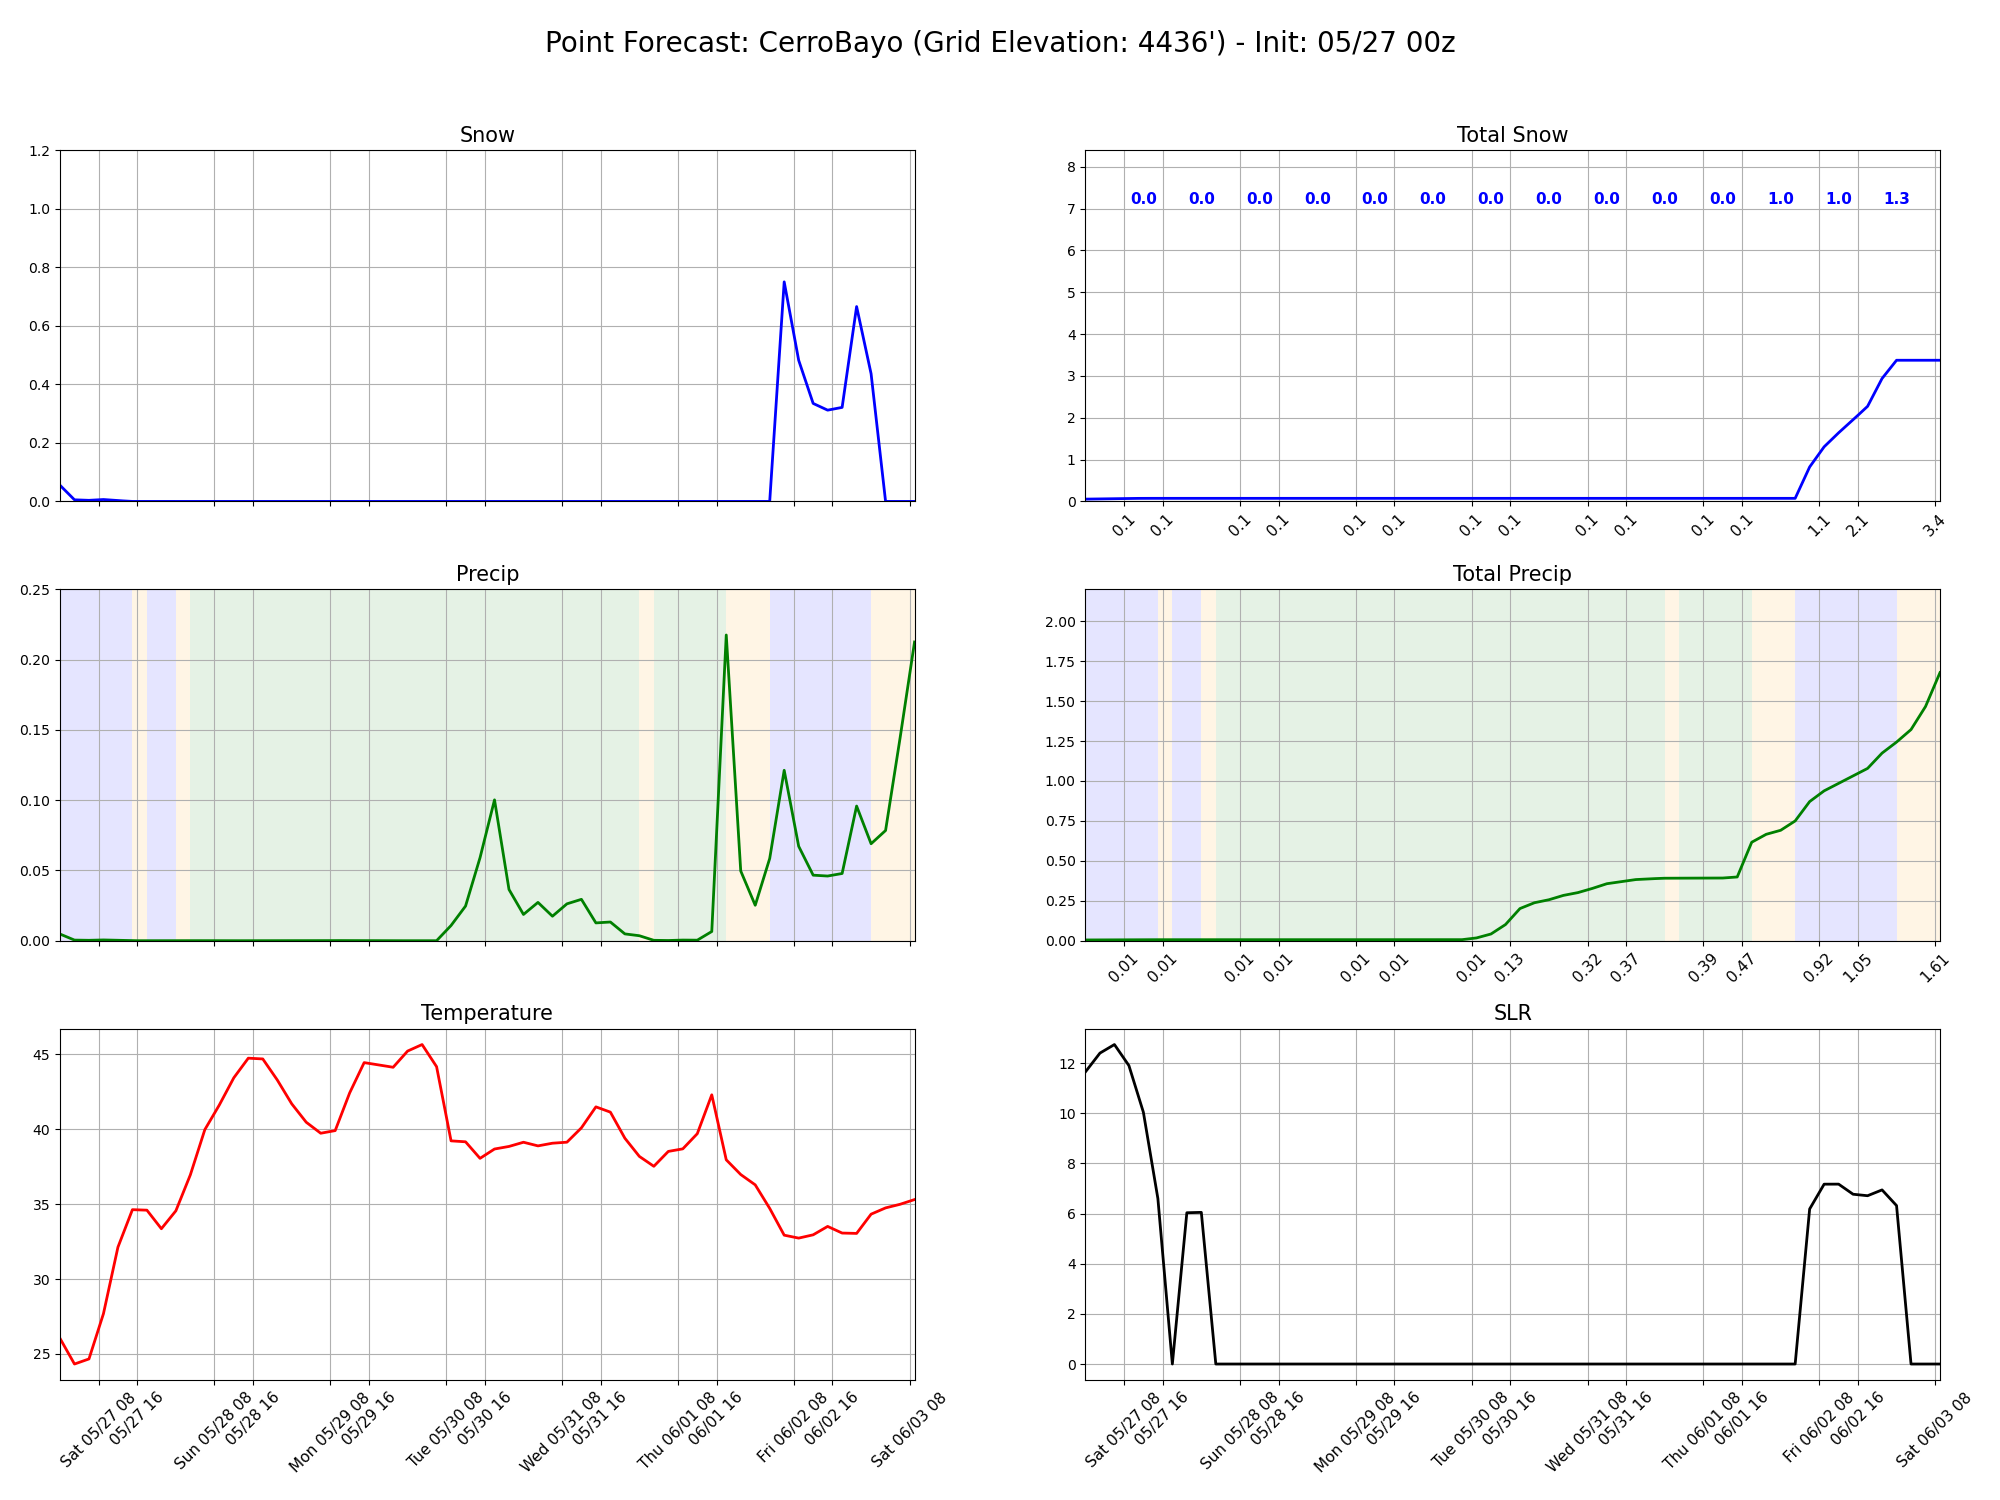 Point Forecast: CerroBayo (Grid Elevation: 4436') - Init: 05/27 00z
Snow
1.2
1.0
0.8
0.6
0.4
0.2
0.0
Total Snow
8
7
6
5
4
3
2
1
0
0.0 0.0 0.0 0.0 0.0 0.0 0.0 0.0 0.0 0.0 0.0 1.0 1.0 1.3
0.1 0.1 0.1 0.1 0.1 0.1 0.1 0.1 0.1 0.1 0.1 0.1 1.1 2.1 3.4
Precip
0.25
0.20
0.15
0.10
0.05
0.00
Total Precip
2.00
1.75
1.50
1.25
1.00
0.75
0.50
0.25
0.00
0.01 0.01 0.01 0.01 0.01 0.01 0.01 0.13 0.32 0.37 0.39 0.47 0.92 1.05 1.61
Temperature
45
40
35
30
25
Sat 05/27 08
05/27 16
Sun 05/28 08
05/28 16
Mon 05/29 08
05/29 16
Tue 05/30 08
05/30 16
Wed 05/31 08
05/31 16
Thu 06/01 08
06/01 16
Fri 06/02 08
06/02 16
Sat 06/03 08
SLR
12
10
8
6
4
2
0
Sat 05/27 08
05/27 16
Sun 05/28 08
05/28 16
Mon 05/29 08
05/29 16
Tue 05/30 08
05/30 16
Wed 05/31 08
05/31 16
Thu 06/01 08
06/01 16
Fri 06/02 08
06/02 16
Sat 06/03 08